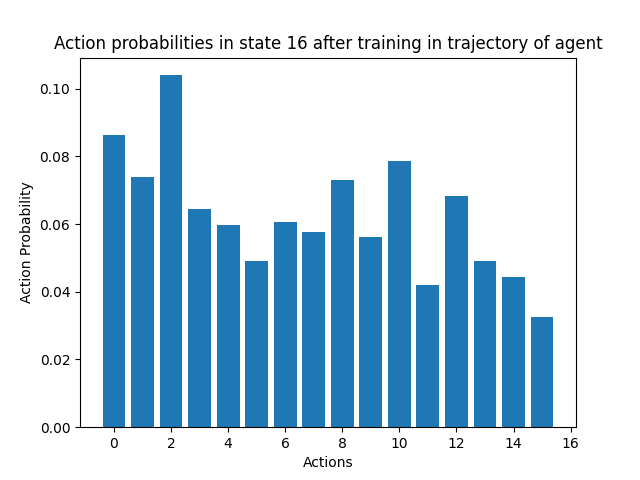 Action probabilities in state 16 after training in trajectory of agent
0.10
0.08
0.06
0.04
0.02
0.00
Action Probability
0 2 4 6 8 10 12 14 16
Actions